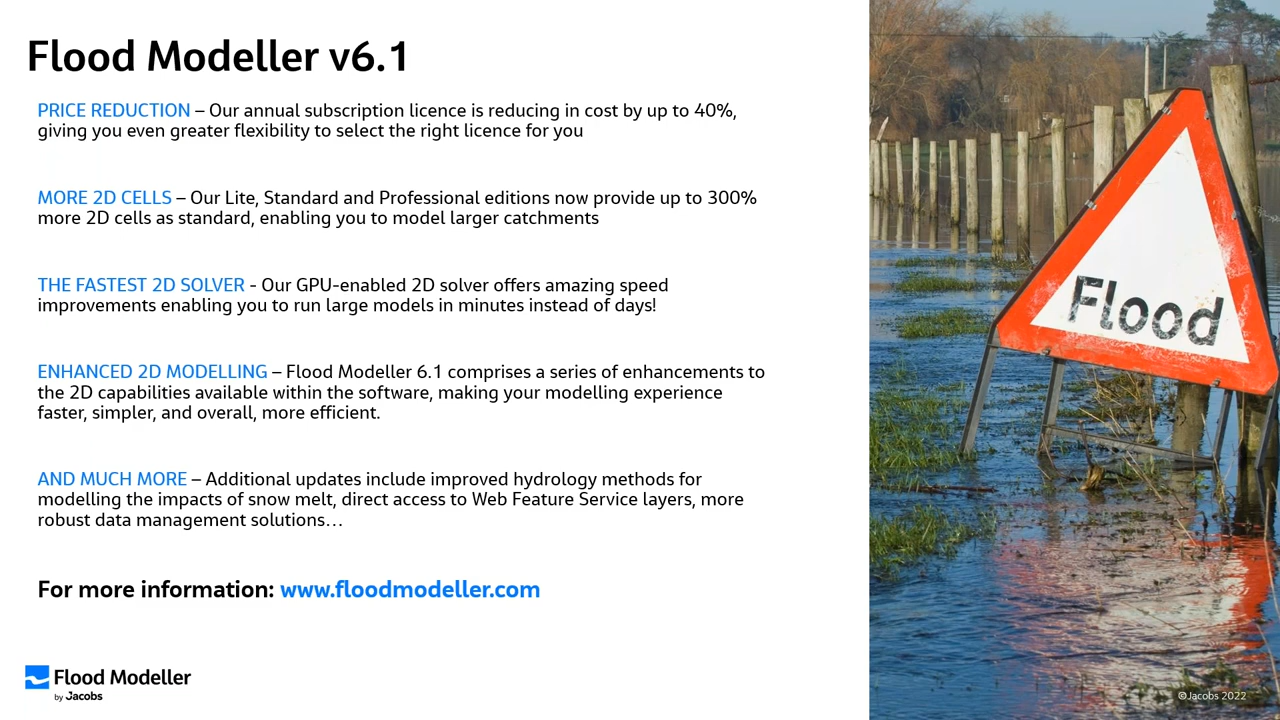 Flood Modeller v6.1
PRICE REDUCTION – Our annual subscription licence is reducing in cost by up to 40%,
giving you even greater flexibility to select the right licence for you
MORE 2D CELLS – Our Lite, Standard and Professional editions now provide up to 300%
more 2D cells as standard, enabling you to model larger catchments
THE FASTEST 2D SOLVER - Our GPU-enabled 2D solver offers amazing speed
improvements enabling you to run large models in minutes instead of days!
ENHANCED 2D MODELLING – Flood Modeller 6.1 comprises a series of enhancements to
the 2D capabilities available within the software, making your modelling experience
faster, simpler, and overall, more efficient.
AND MUCH MORE – Additional updates include improved hydrology methods for
modelling the impacts of snow melt, direct access to Web Feature Service layers, more
robust data management solutions…
For more information: www.floodmodeller.com
Flood Modeller
by Jacobs
Flood
©Jacobs 2022